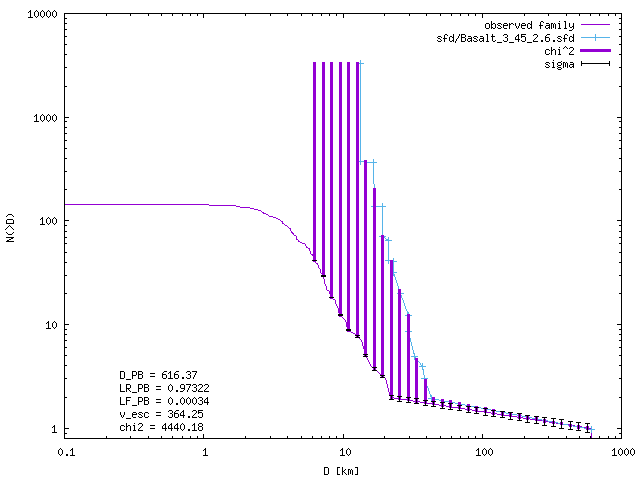 10000
1000
100
10
1
N(>D)
observed family
sfd/Basalt_3_45_2.6.sfd
chi^2
sigma
D_PB = 616.37
LR_PB = 0.97322
LF_PB = 0.00034
v_esc = 364.25
chi2 = 4440.18
0.1 1 10 100 1000
D [km]